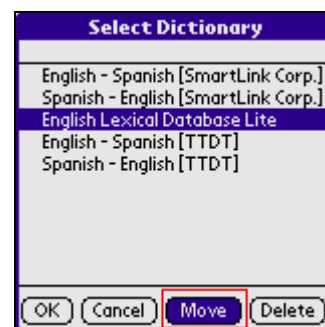 Select Dictionary
English - Spanish [SmartLink Corp.]
Spanish - English [SmartLink Corp.]
English Lexical Database Lite
English - Spanish [TTDT]
Spanish - English [TTDT]
OK Cancel Move Delete